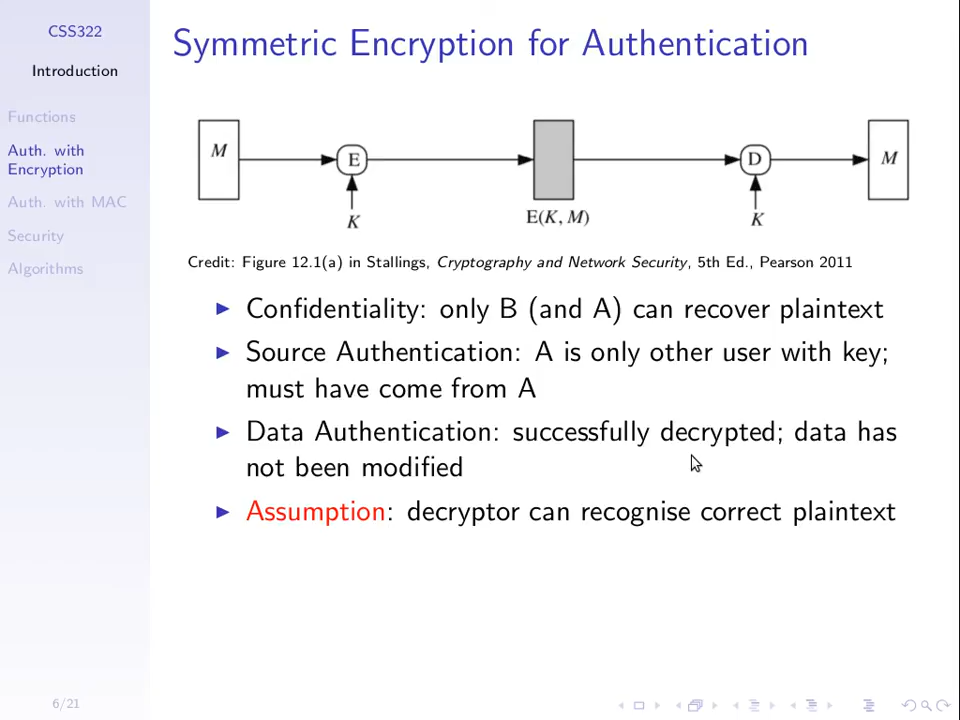 CSS322
Introduction
Functions
Auth. with
Encryption
Auth. with MAC
Security
Algorithms
Symmetric Encryption for Authentication
M
E
D
M
K
E(K, M)
K
Credit: Figure 12.1(a) in Stallings, Cryptography and Network Security, 5th Ed., Pearson 2011
Confidentiality: only B (and A) can recover plaintext
Source Authentication: A is only other user with key;
must have come from A
Data Authentication: successfully decrypted; data has
not been modified
Assumption: decryptor can recognise correct plaintext
6/21